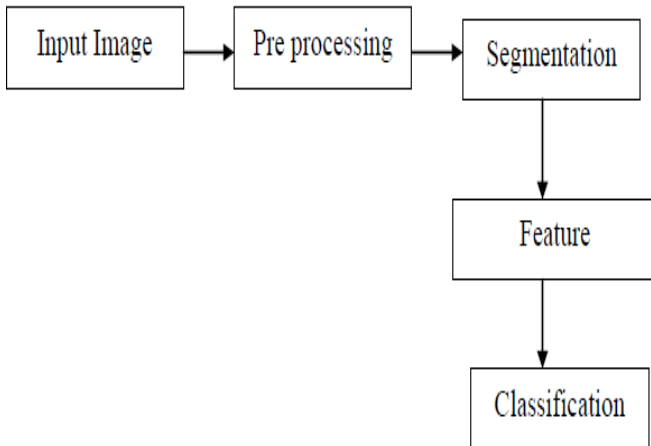 Input Image
Pre processing
Segmentation
Feature
Classification